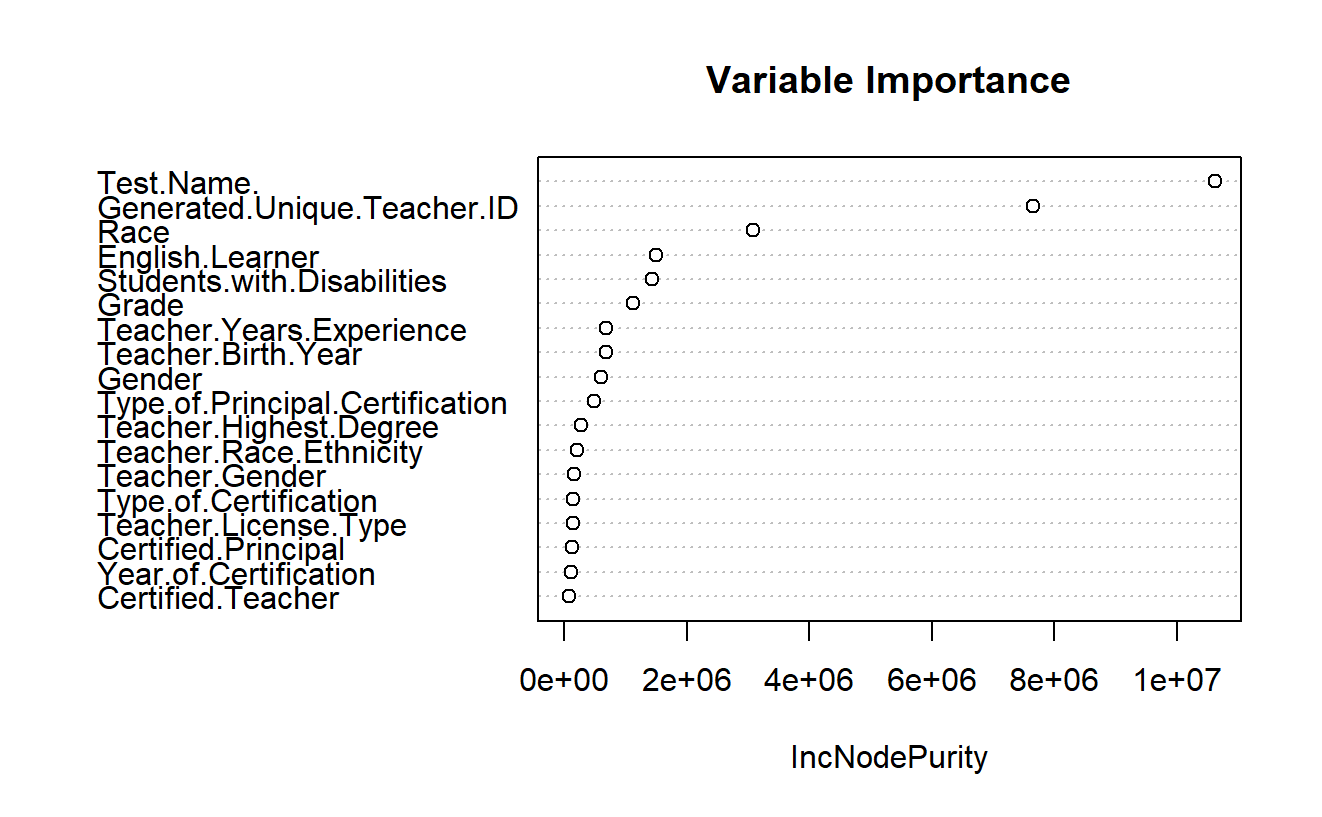 Variable Importance
Test.Name.
Generated.Unique.Teacher.ID
Race
English.Learner
Students.with.Disabilities
Grade
Teacher.Years.Experience
Teacher.Birth.Year
Gender
Type.of.Principal.Certification
Teacher.Highest.Degree
Teacher.Race.Ethnicity
Teacher.Gender
Type.of.Certification
Teacher.License.Type
Certified.Principal
Year.of.Certification
Certified.Teacher
0e+00 2e+06 4e+06 6e+06 8e+06 1e+07
IncNodePurity